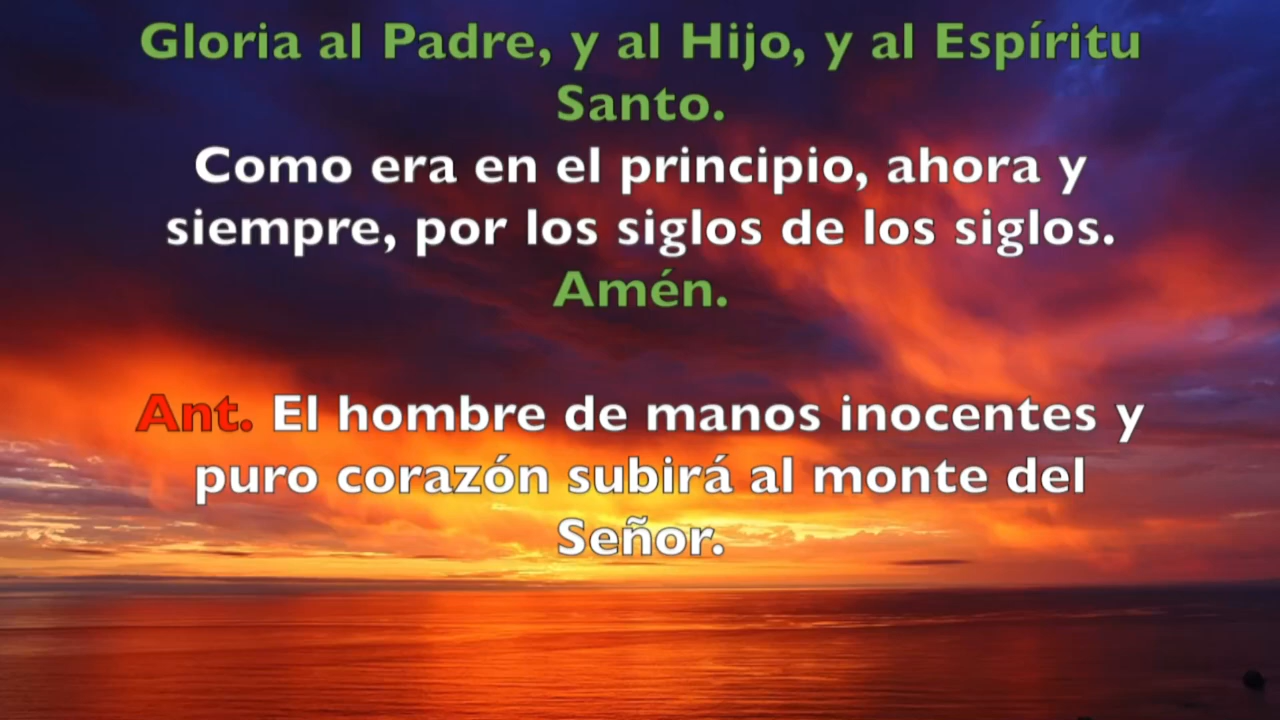 Gloria al Padre, y al Hijo, y al Espíritu
Santo.
Como era en el principio, ahora y
siempre, por los siglos de los siglos.
Amén.
Ant. El hombre de manos inocentes y
puro corazón subirá al monte del
Señor.